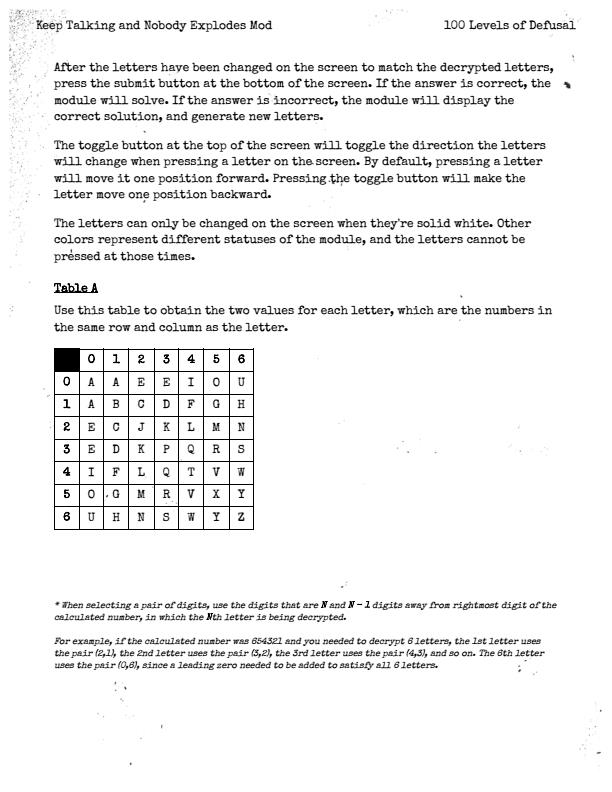 Keep Talking and Nobody Explodes Mod 100 Levels of Defusal
After the letters have been changed on the screen to match the decrypted letters,
press the submit button at the bottom of the screen. If the answer is correct, the
module will solve. If the answer is incorrect, the module will display the
correct solution, and generate new letters.
The toggle button at the top of the screen will toggle the direction the letters
will change when pressing a letter on the screen. By default, pressing a letter
will move it one position forward. Pressing the toggle button will make the
letter move one position backward.
The letters can only be changed on the screen when they're solid white. Other
colors represent different statuses of the module, and the letters cannot be
pressed at those times.
Table A
Use this table to obtain the two values for each letter, which are the numbers in
the same row and column as the letter.
0 1 2 3 4 5 6
0 A A E E I O U
1 A B C D F G H
2 E C J K L M N
3 E D K P Q R S
4 I F L Q T V W
5 O G M R V X Y
6 U H N S W Y Z
* When selecting a pair of digits, use the digits that are N and N - 1 digits away from rightmost digit of the
calculated number, in which the Nth letter is being decrypted.
For example, if the calculated number was 654321 and you needed to decrypt 6 letters, the 1st letter uses
the pair (2,1), the 2nd letter uses the pair (3,2), the 3rd letter uses the pair (4,3), and so on. The 6th letter
uses the pair (0,6), since a leading zero needed to be added to satisfy all 6 letters.